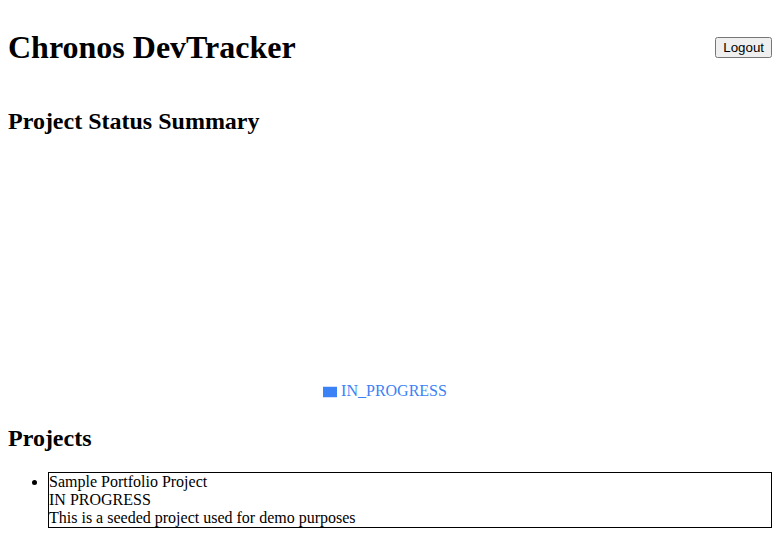 Chronos DevTracker
Logout
Project Status Summary
IN_PROGRESS
Projects
Sample Portfolio Project
IN PROGRESS
This is a seeded project used for demo purposes